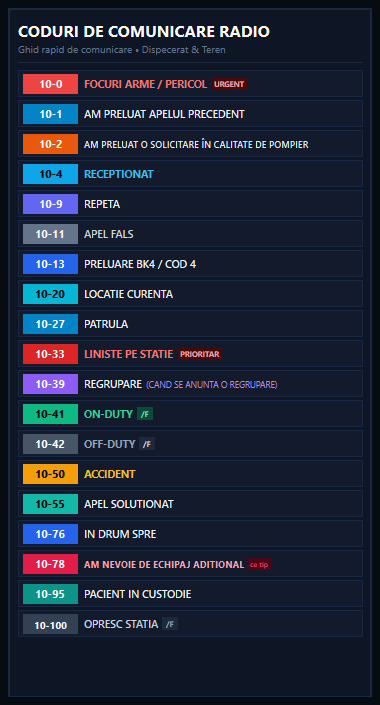 CODURI DE COMUNICARE RADIO
Ghid rapid de comunicare • Dispecerat & Teren
10-0 FOCURI ARME / PERICOL URGENT
10-1 AM PRELUAT APELUL PRECEDENT
10-2 AM PRELUAT O SOLICITARE ÎN CALITATE DE POMPIER
10-4 RECEPTIONAT
10-9 REPETA
10-11 APEL FALS
10-13 PRELUARE BK4 / COD 4
10-20 LOCATIE CURENTA
10-27 PATRULA
10-33 LINISTE PE STATIE PRIORITAR
10-39 REGRUPARE (CAND SE ANUNTA O REGRUPARE)
10-41 ON-DUTY /F
10-42 OFF-DUTY /F
10-50 ACCIDENT
10-55 APEL SOLUTIONAT
10-76 IN DRUM SPRE
10-78 AM NEVOIE DE ECHIPAJ ADITIONAL ce tip
10-95 PACIENT IN CUSTODIE
10-100 OPRESC STATIA /F